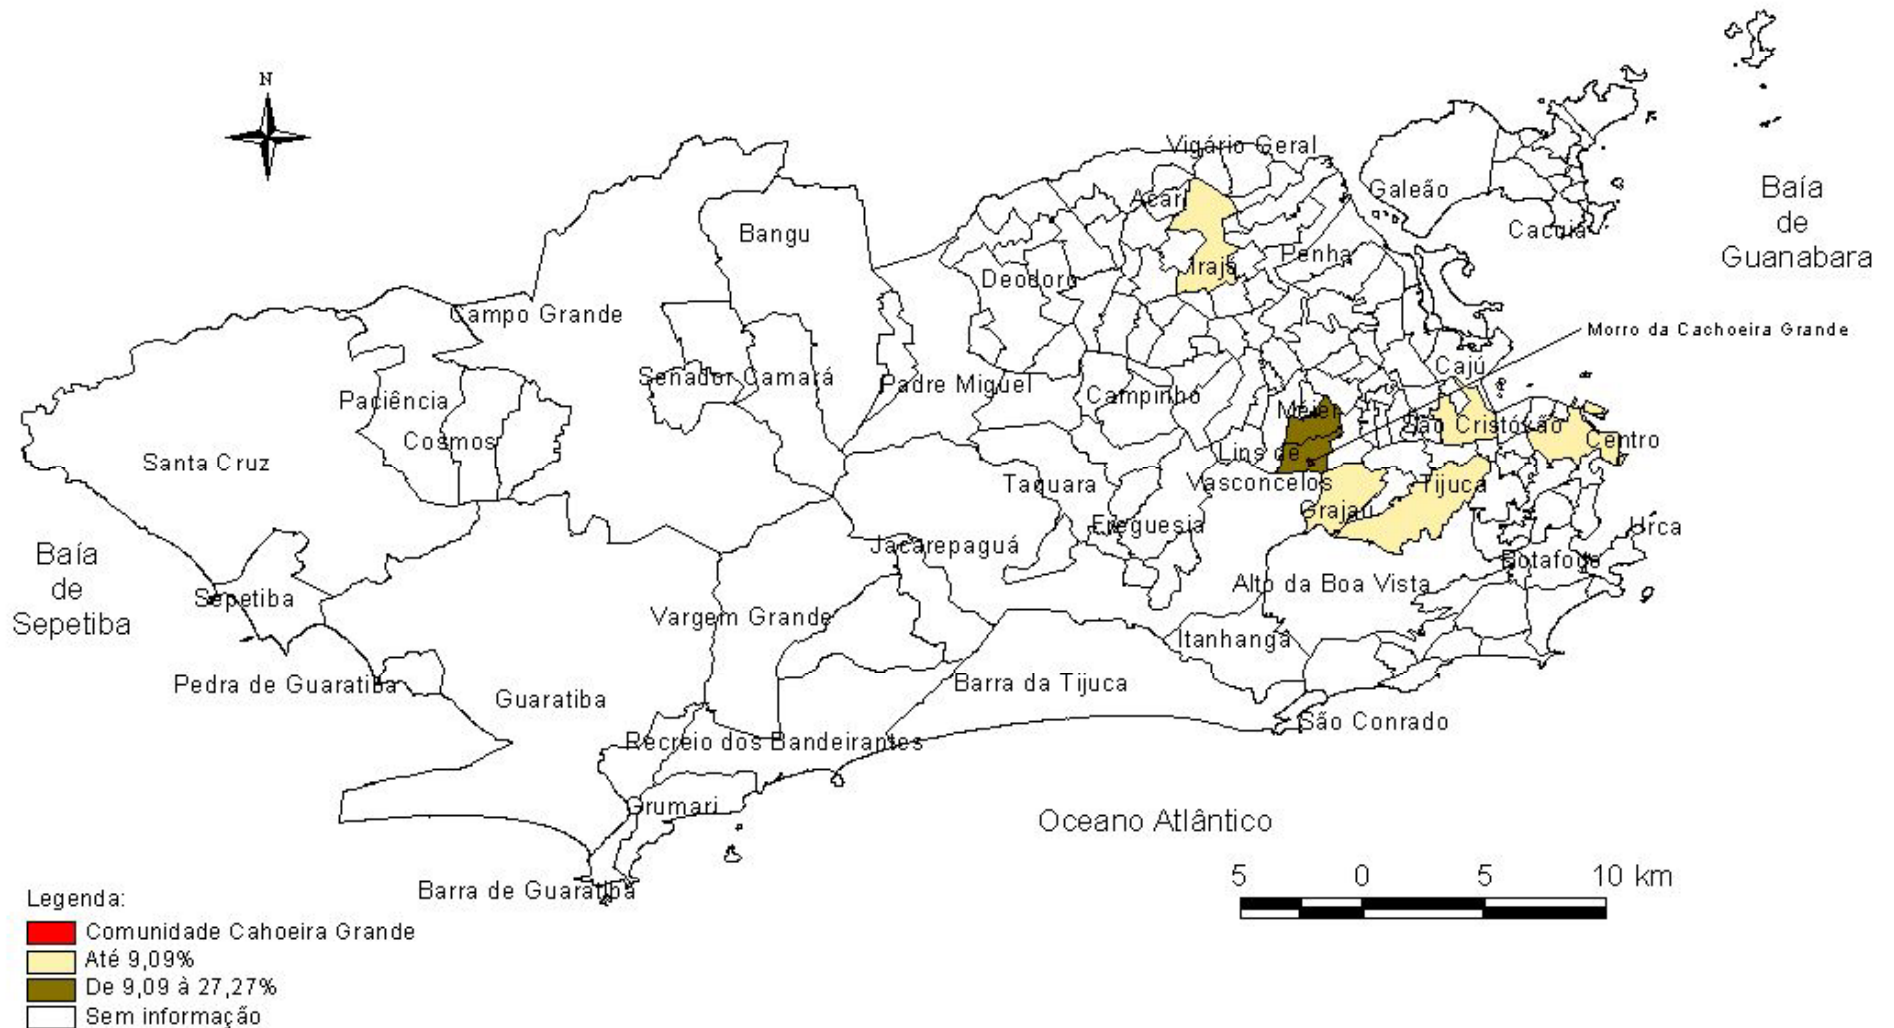 N
Vigário Geral
Baía
de
Guanabara
Galeão
Acari
Cacuia
Bangu
Penha
Irajá
Deodoro
Campo Grande
Morro da Cachoeira Grande
Cajú
Senador Camará
Padre Miguel
Campinho
Paciência
Méier
São Cristóvão
Cosmos
Centro
Santa Cruz
Lins de
Vasconcelos
Taquara
Tijuca
Grajaú
Freguesia
Urca
Jacarepaguá
Botafogo
Baía
de
Sepetiba
Alto da Boa Vista
Sepetiba
Vargem Grande
Itanhangá
Pedra de Guaratiba
Guaratiba
Barra da Tijuca
São Conrado
Recreio dos Bandeirantes
Grumari
Oceano Atlântico
Barra de Guaratiba
5 0 5 10 km
Legenda:
Comunidade Cahoeira Grande
Até 9,09%
De 9,09 à 27,27%
Sem informação